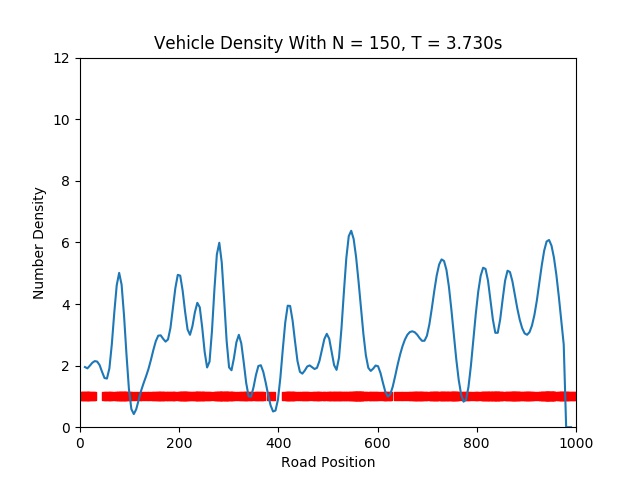 Vehicle Density With N = 150, T = 3.730s
12
10
8
6
4
2
0
Number Density
0 200 400 600 800 1000
Road Position